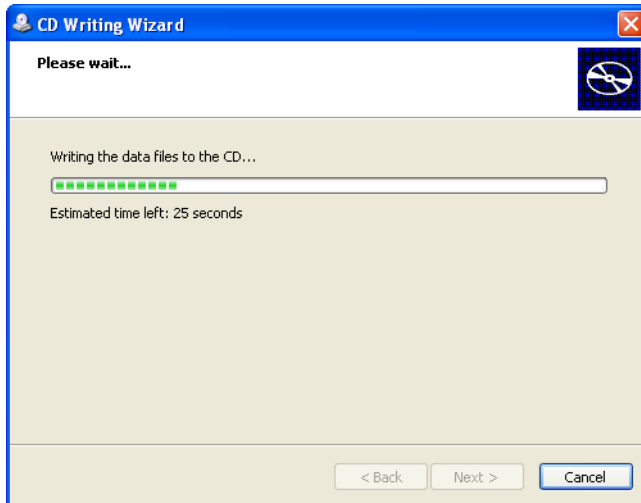 CD Writing Wizard
Please wait...
Writing the data files to the CD...
Estimated time left: 25 seconds
< Back Next > Cancel